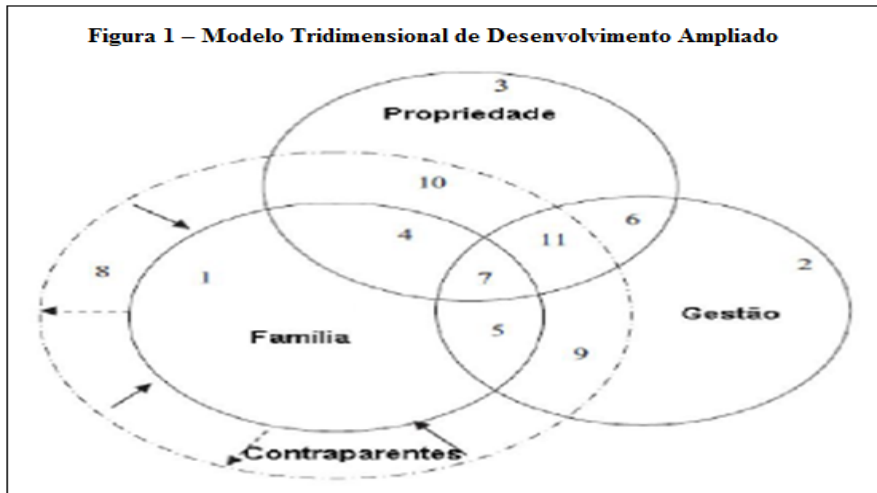 Figura 1 – Modelo Tridimensional de Desenvolvimento Ampliado
3
Propriedade
10
4
11
6
8
1
7
2
Família
5
Gestão
9
Contraparentes